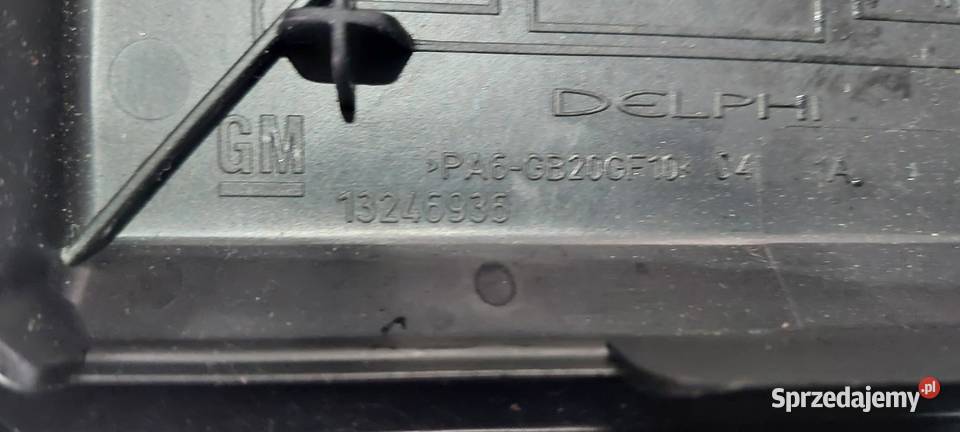 DELPHI
GM
>PA6-GB20GF10< 04 1A
13246935
Sprzedajemy.pl